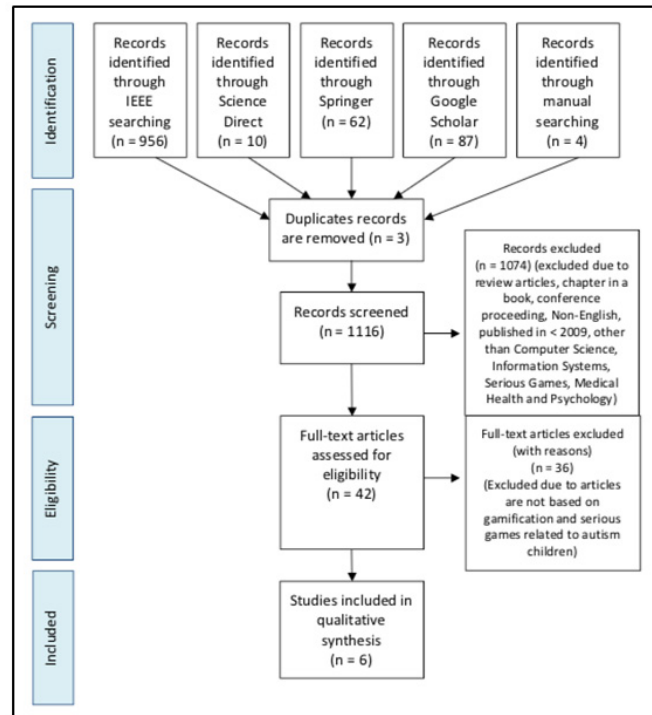 Identification
Records
identified
through
IEEE
searching
(n = 956)
Records
identified
through
Science
Direct
(n = 10)
Records
identified
through
Springer
(n = 62)
Records
identified
through
Google
Scholar
(n = 87)
Records
identified
through
manual
searching
(n = 4)
Screening
Duplicates records
are removed (n = 3)
Records screened
(n = 1116)
Records excluded
(n = 1074) (excluded due to
review articles, chapter in a
book, conference
proceeding, Non-English,
published in < 2009, other
than Computer Science,
Information Systems,
Serious Games, Medical
Health and Psychology)
Eligibility
Full-text articles
assessed for
eligibility
(n = 42)
Full-text articles excluded
(with reasons)
n = 36)
(Excluded due to articles
are not based on
gamification and serious
games related to autism
children)
Included
Studies included in
qualitative
synthesis
(n = 6)